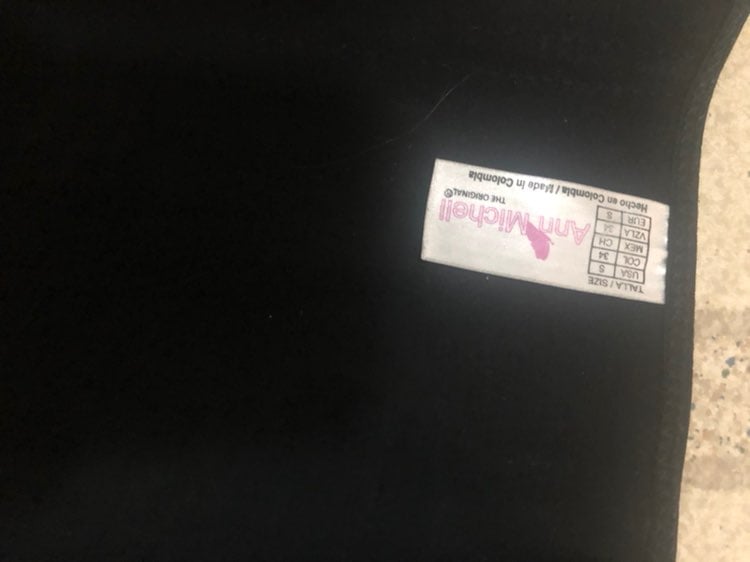 TALLA / SIZE
USA S
COL 34
MEX CH
VZLA 34
EUR S
Ann Michell
THE ORIGINAL©
Hecho en Colombia / Made in Colombia